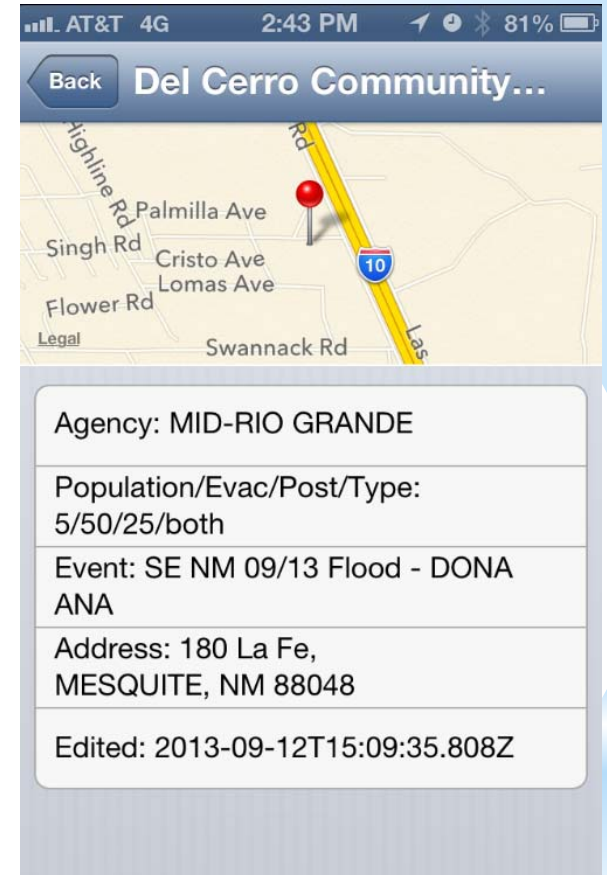 AT&T 4G 2:43 PM 81%
Back Del Cerro Community...
Highline Rd
Rd
Palmilla Ave
Singh Rd
Cristo Ave
10
Lomas Ave
Flower Rd
Legal
Swannack Rd
Las
Agency: MID-RIO GRANDE
Population/Evac/Post/Type:
5/50/25/both
Event: SE NM 09/13 Flood - DONA
ANA
Address: 180 La Fe,
MESQUITE, NM 88048
Edited: 2013-09-12T15:09:35.808Z